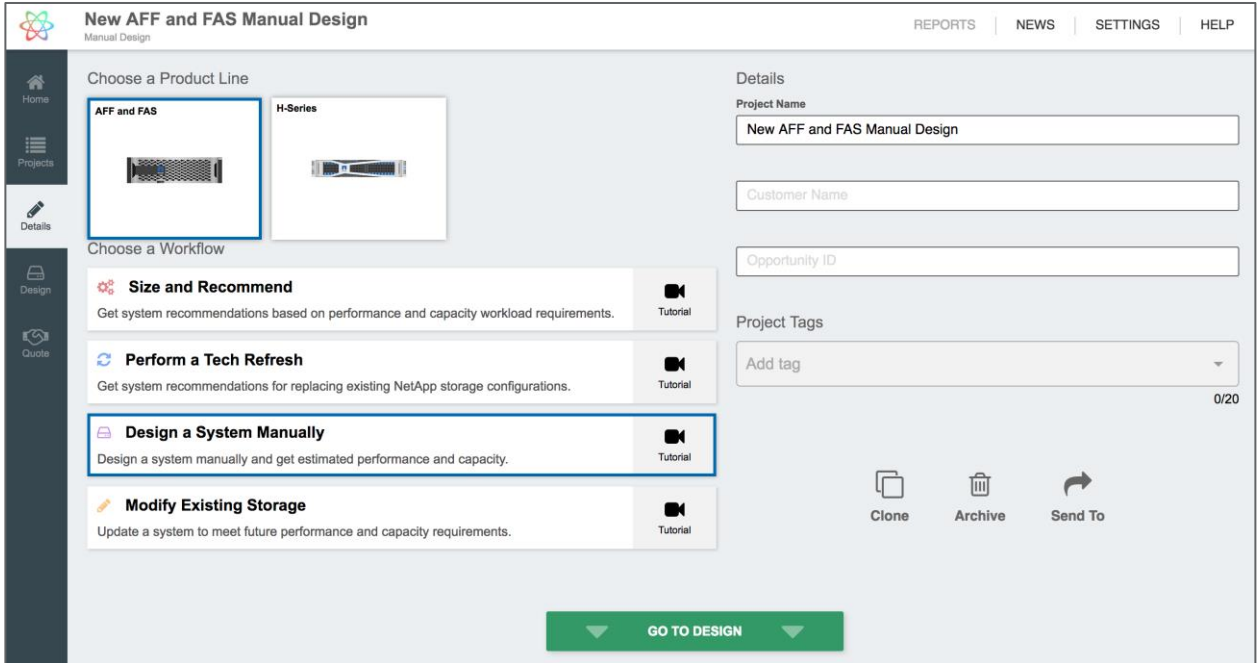 New AFF and FAS Manual Design
Manual Design
REPORTS
NEWS
SETTINGS
HELP
Home
Projects
Details
Design
Quote
Choose a Product Line
AFF and FAS
H-Series
Choose a Workflow
Size and Recommend
Get system recommendations based on performance and capacity workload requirements.
Tutorial
Perform a Tech Refresh
Get system recommendations for replacing existing NetApp storage configurations.
Tutorial
Design a System Manually
Design a system manually and get estimated performance and capacity.
Tutorial
Modify Existing Storage
Update a system to meet future performance and capacity requirements.
Tutorial
Details
Project Name
New AFF and FAS Manual Design
Customer Name
Opportunity ID
Project Tags
Add tag
0/20
Clone
Archive
Send To
GO TO DESIGN